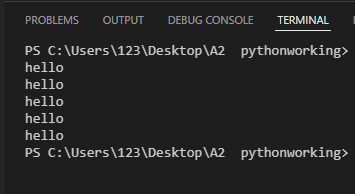 PROBLEMS OUTPUT DEBUG CONSOLE TERMINAL
PS C:\Users\123\Desktop\A2  pythonworking>
hello
hello
hello
hello
hello
PS C:\Users\123\Desktop\A2  pythonworking>